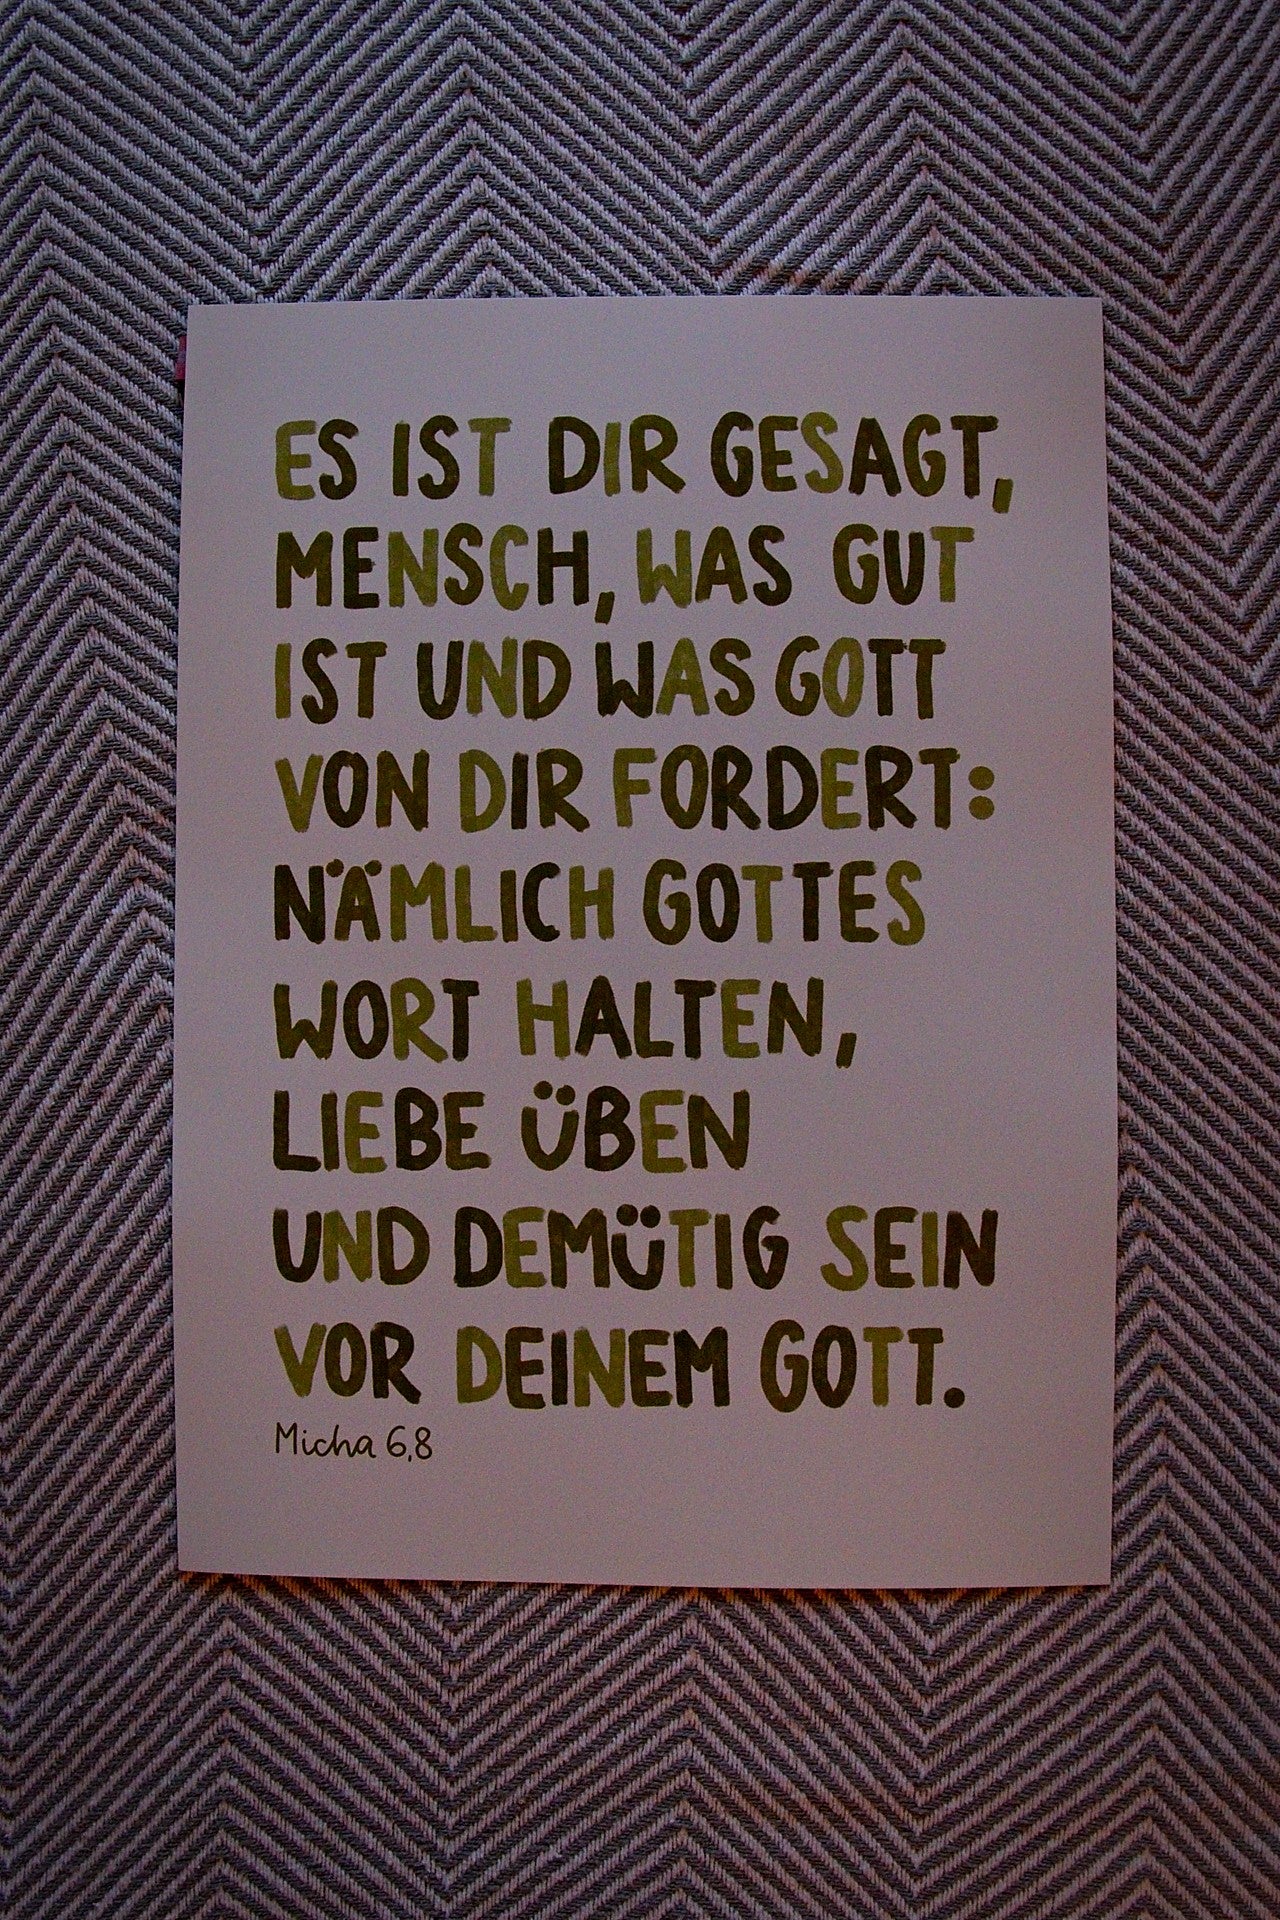 ES IST DIR GESAGT,
MENSCH, WAS GUT
IST UND WAS GOTT
VON DIR FORDERT:
NÄMLICH GOTTES
WORT HALTEN,
LIEBE ÜBEN
UND DEMÜTIG SEIN
VOR DEINEM GOTT.
Micha 6,8